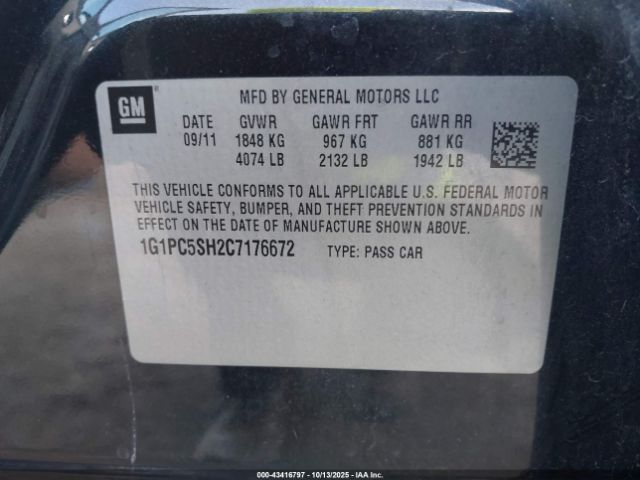 GM
MFD BY GENERAL MOTORS LLC
DATE GVWR GAWR FRT GAWR RR
09/11 1848 KG 967 KG 881 KG
4074 LB 2132 LB 1942 LB
THIS VEHICLE CONFORMS TO ALL APPLICABLE U.S. FEDERAL MOTOR
VEHICLE SAFETY, BUMPER, AND THEFT PREVENTION STANDARDS IN
EFFECT ON THE DATE OF MANUFACTURE SHOWN ABOVE.
1G1PC5SH2C7176672 TYPE: PASS CAR
000-43416797 - 10/13/2025 - IAA Inc.